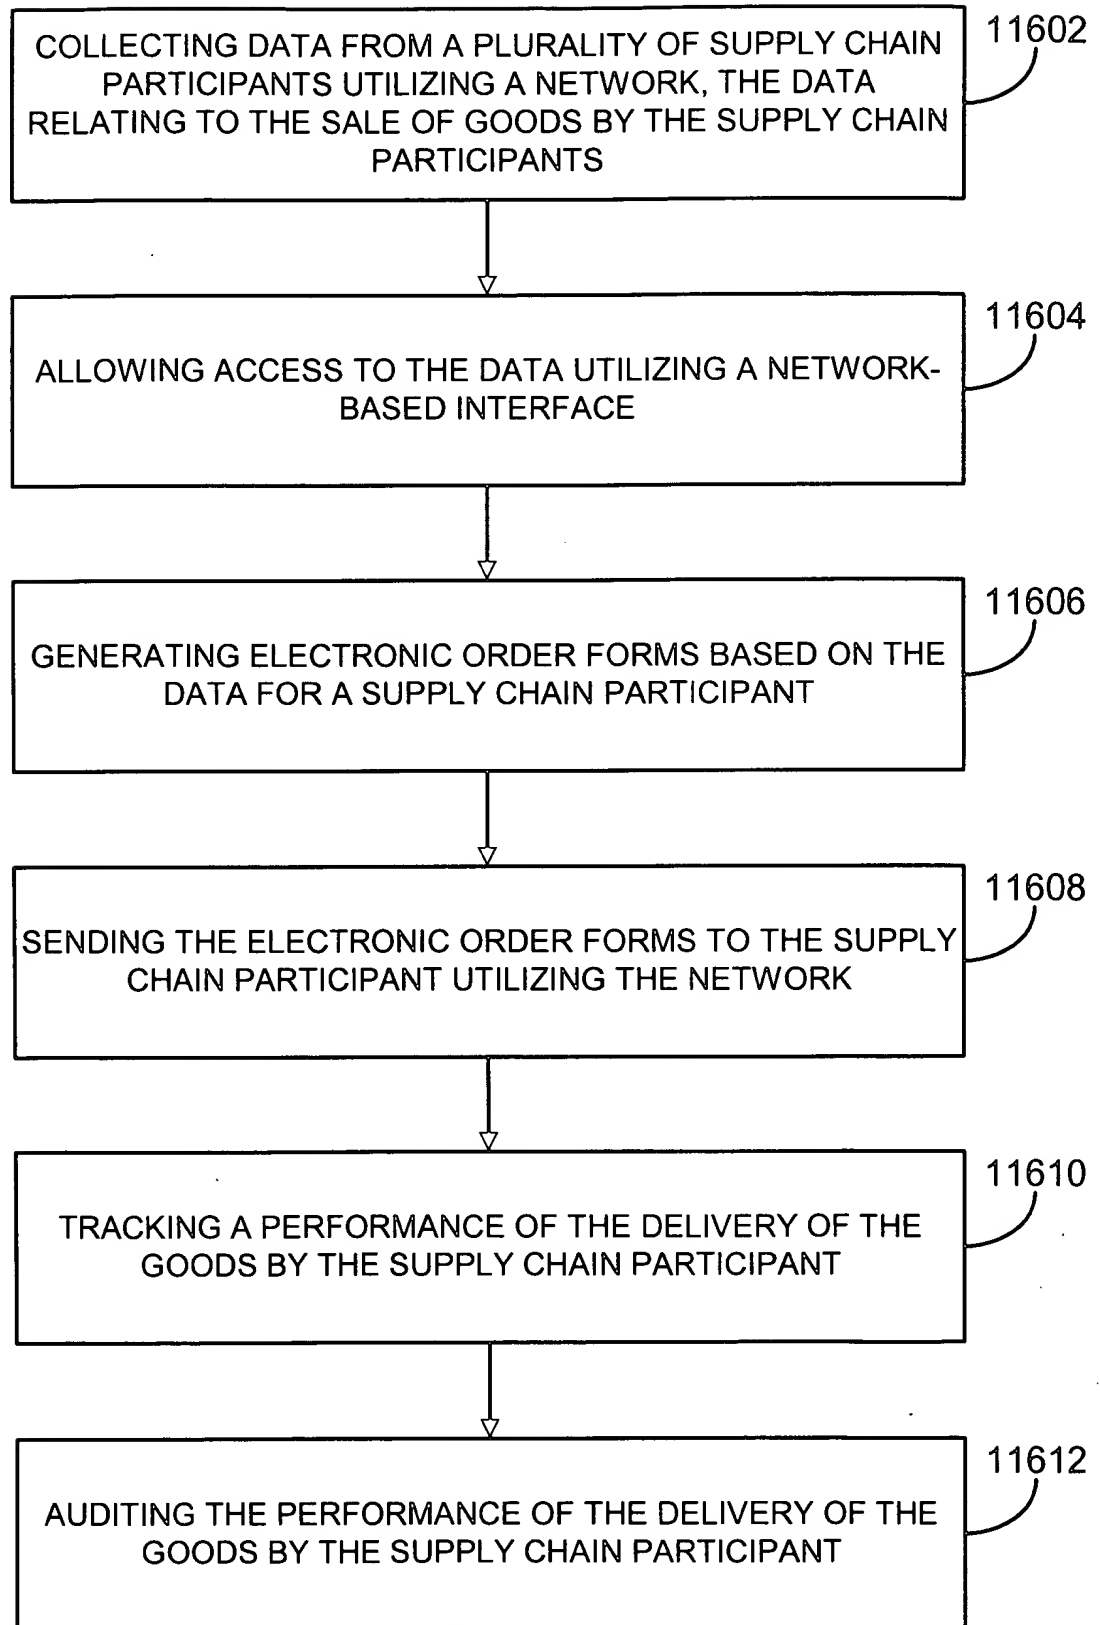 11602
COLLECTING DATA FROM A PLURALITY OF SUPPLY CHAIN
PARTICIPANTS UTILIZING A NETWORK, THE DATA
RELATING TO THE SALE OF GOODS BY THE SUPPLY CHAIN
PARTICIPANTS
11604
ALLOWING ACCESS TO THE DATA UTILIZING A NETWORK-
BASED INTERFACE
11606
GENERATING ELECTRONIC ORDER FORMS BASED ON THE
DATA FOR A SUPPLY CHAIN PARTICIPANT
11608
SENDING THE ELECTRONIC ORDER FORMS TO THE SUPPLY
CHAIN PARTICIPANT UTILIZING THE NETWORK
11610
TRACKING A PERFORMANCE OF THE DELIVERY OF THE
GOODS BY THE SUPPLY CHAIN PARTICIPANT
11612
AUDITING THE PERFORMANCE OF THE DELIVERY OF THE
GOODS BY THE SUPPLY CHAIN PARTICIPANT